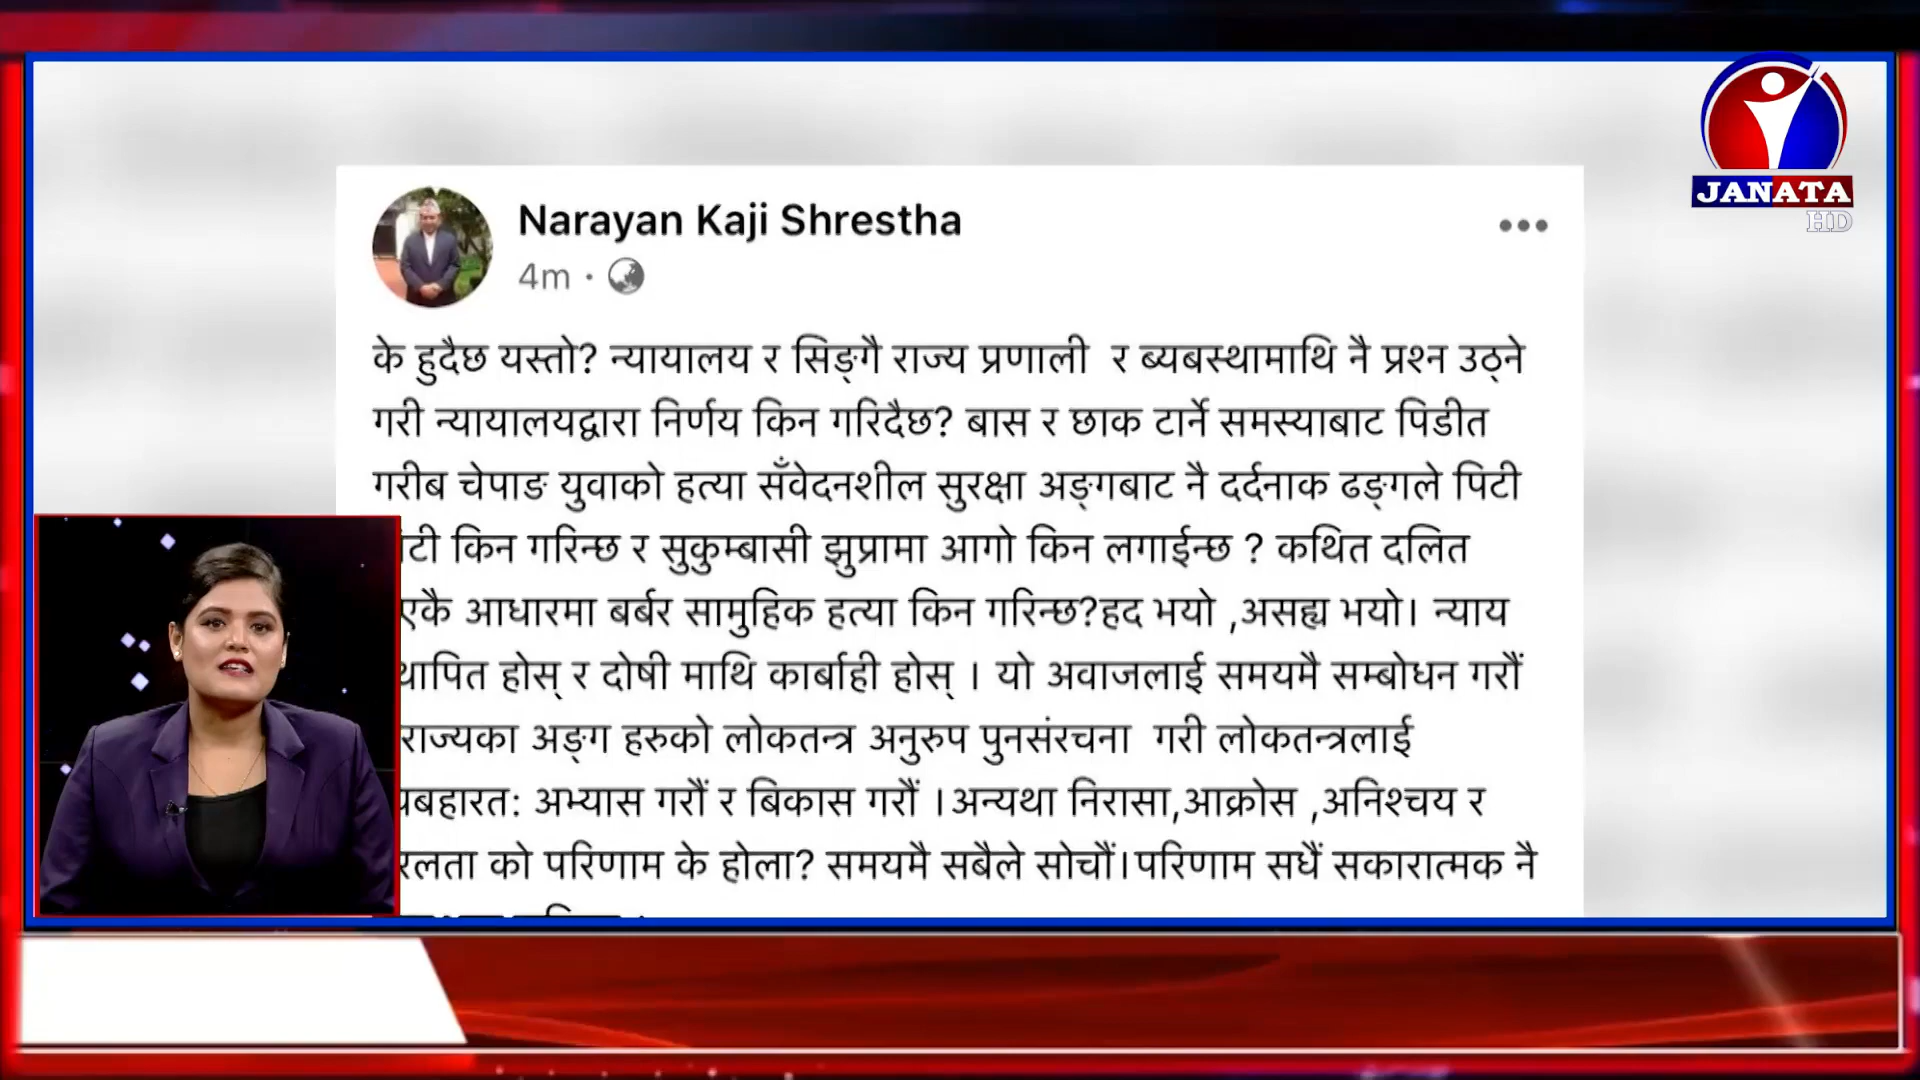 JANATA
HD
Narayan Kaji Shrestha
4m
के हुदैछ यस्तो? न्यायालय र सिङ्गै राज्य प्रणाली र ब्यबस्थामाथि नै प्रश्न उठ्ने
गरी न्यायालयद्वारा निर्णय किन गरिदैछ? बास र छाक टार्ने समस्याबाट पिडीत
गरीब चेपाङ युवाको हत्या सँवेदनशील सुरक्षा अङ्गबाट नै दर्दनाक ढङ्गले पिटी
किन गरिन्छ र सुकुम्बासी झुप्रामा आगो किन लगाईन्छ ? कथित दलित
एकै आधारमा बर्बर सामुहिक हत्या किन गरिन्छ?हद भयो ,असह्य भयो। न्याय
होस् र दोषी माथि कार्बाही होस् । यो अवाजलाई समयमै सम्बोधन गरौं
राज्यका अङ्ग हरुको लोकतन्त्र अनुरुप पुनसंरचना गरी लोकतन्त्रलाई
अभ्यास गरौं र बिकास गरौं ।अन्यथा निरासा,आक्रोस ,अनिश्चय र
को परिणाम के होला? समयमै सबैले सोचौं।परिणाम सधैं सकारात्मक नै